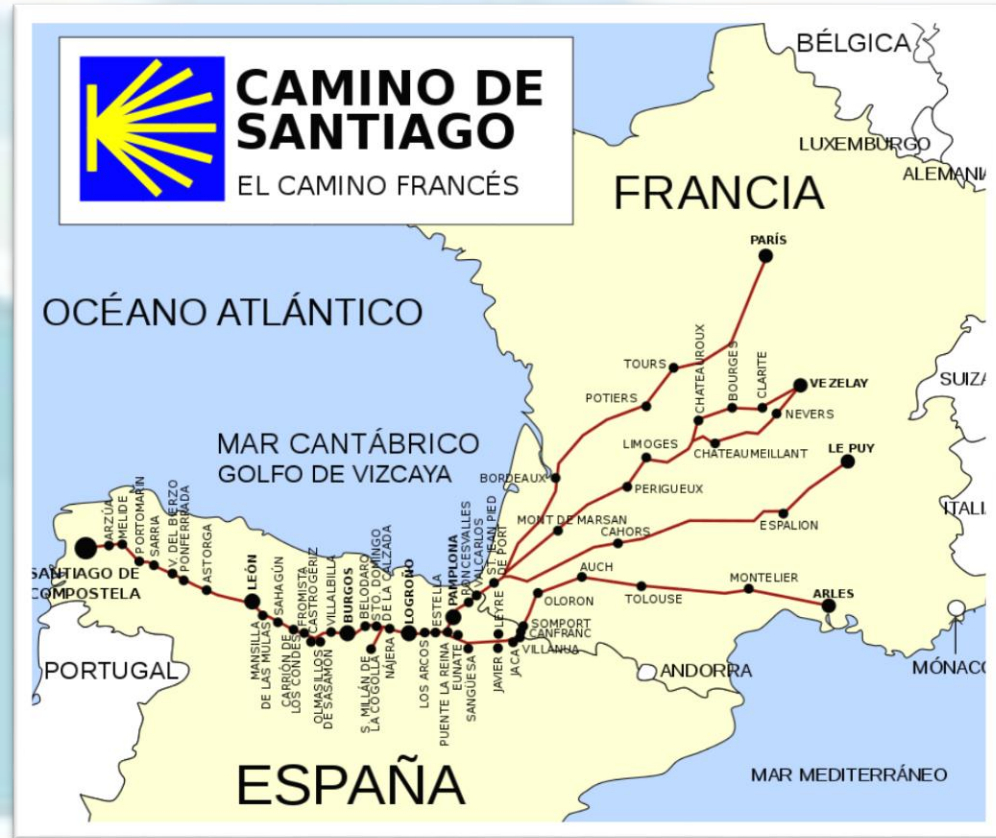 CAMINO DE
SANTIAGO
EL CAMINO FRANCÉS
BÉLGICA
LUXEMBURGO
ALEMANIA
FRANCIA
PARÍS
OCÉANO ATLÁNTICO
TOURS
CHATEAUROUX
BOURGES
CLARITE
VEZELAY
SUIZA
POTIERS
NEVERS
MAR CANTÁBRICO
GOLFO DE VIZCAYA
LIMOGES
CHATEAUMEILLANT
LE PUY
BORDEAUX
PERIGUEUX
ITALI
MONT DE MARSAN
CAHORS
ESPALION
ARZÚA
MELIDE
PORTOMARÍN
SARRIA
V. DEL BIERZO
PONFERRADA
ASTORGA
LEÓN
SAHAGÚN
FROMISTA
CASTROGERIZ
VILLALBILLA
BURGOS
BELODARO
STO. DOMINGO
DE LA CALZADA
LOGROÑO
ESTELLA
PAMPLONA
RONCESVALLES
VALCARLOS
ST. JEAN PIED
DE PORT
SANTIAGO DE
COMPOSTELA
AUCH
OLORON
TOLOUSE
MONTELIER
ARLES
LEYRE
SOMPORT
CANFRANC
VILLANUA
MANSILLA
DE LAS MULAS
CARRIÓN DE
LOS CONDES
OLMASILLOS
DE SASAMÓN
S. MILLÁN DE
LA COGOLLA
NÁJERA
LOS ARCOS
PUENTE LA REINA
EUNATE
SANGÜESA
JAVIER
JACA
PORTUGAL
ANDORRA
MÓNACO
ESPAÑA
MAR MEDITERRÁNEO